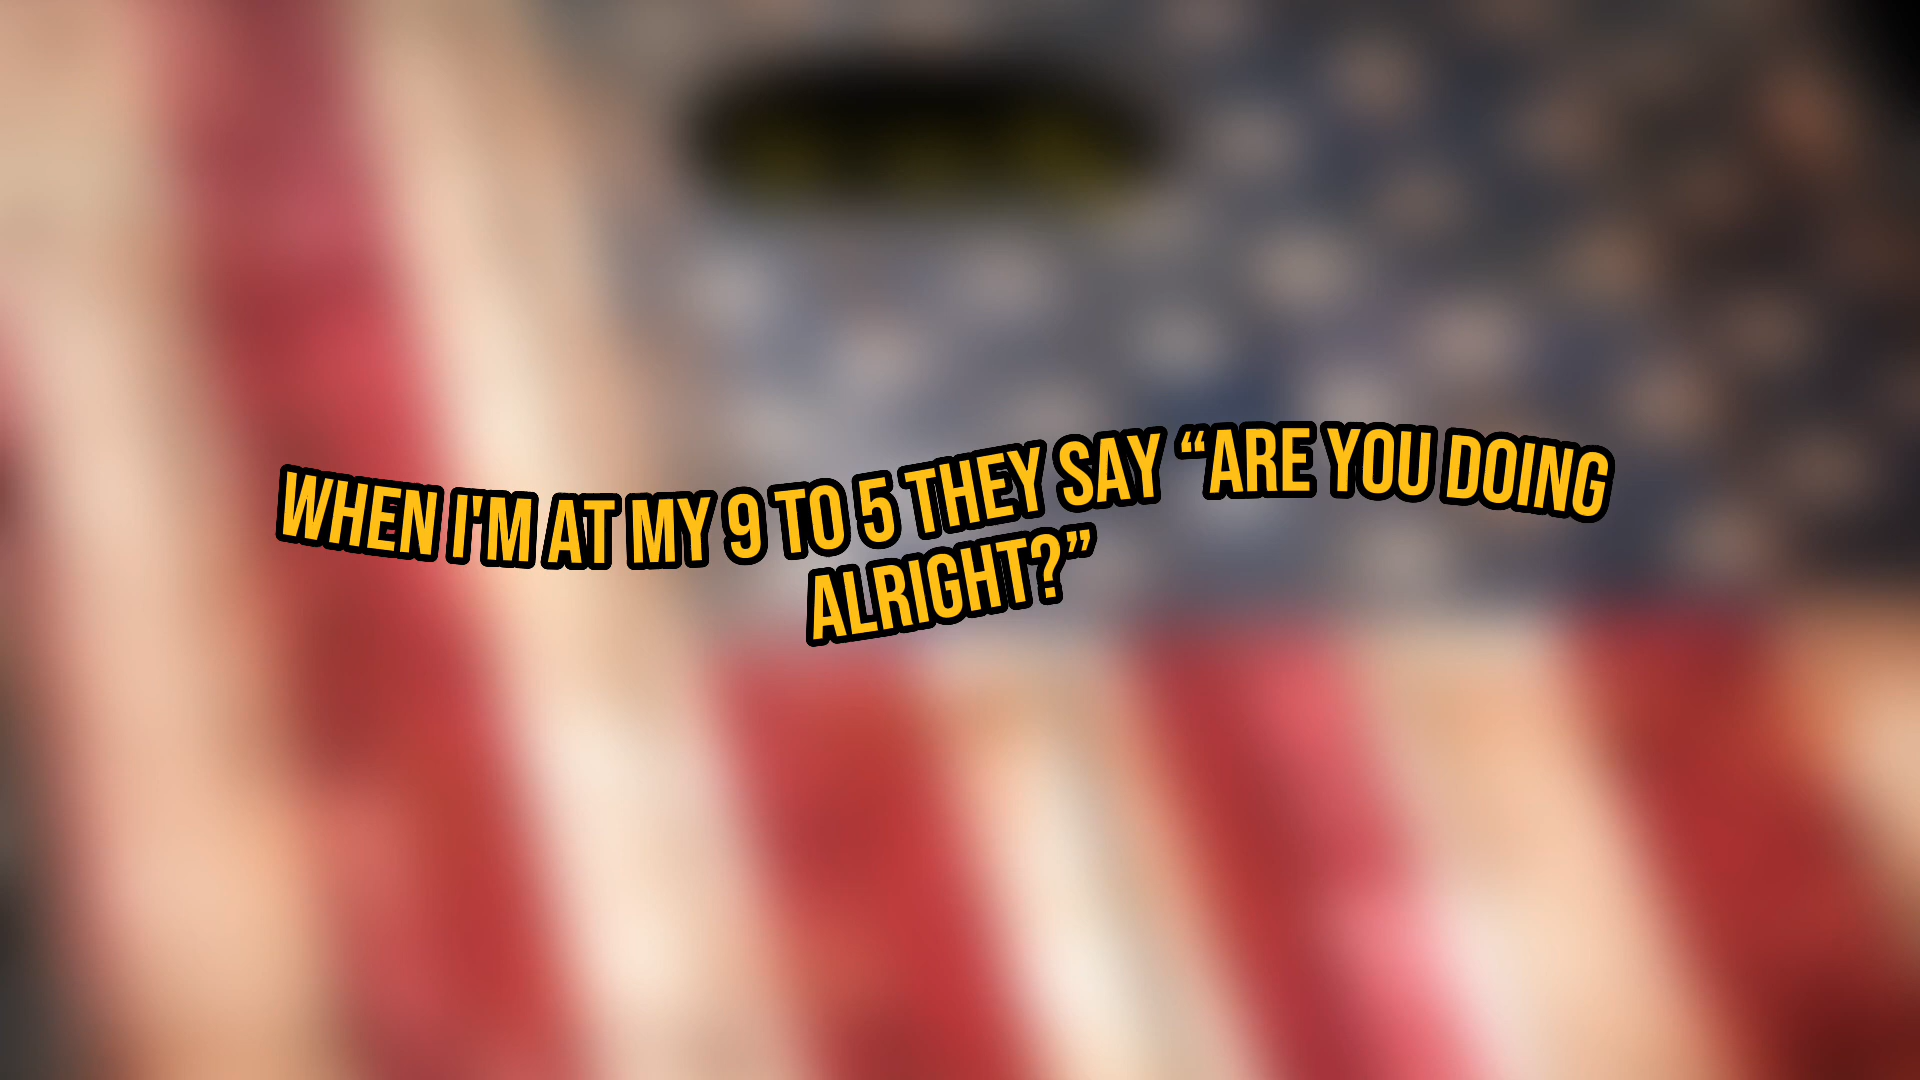 WHEN I'M AT MY 9 TO 5 THEY SAY “ARE YOU DOING
ALRIGHT?”